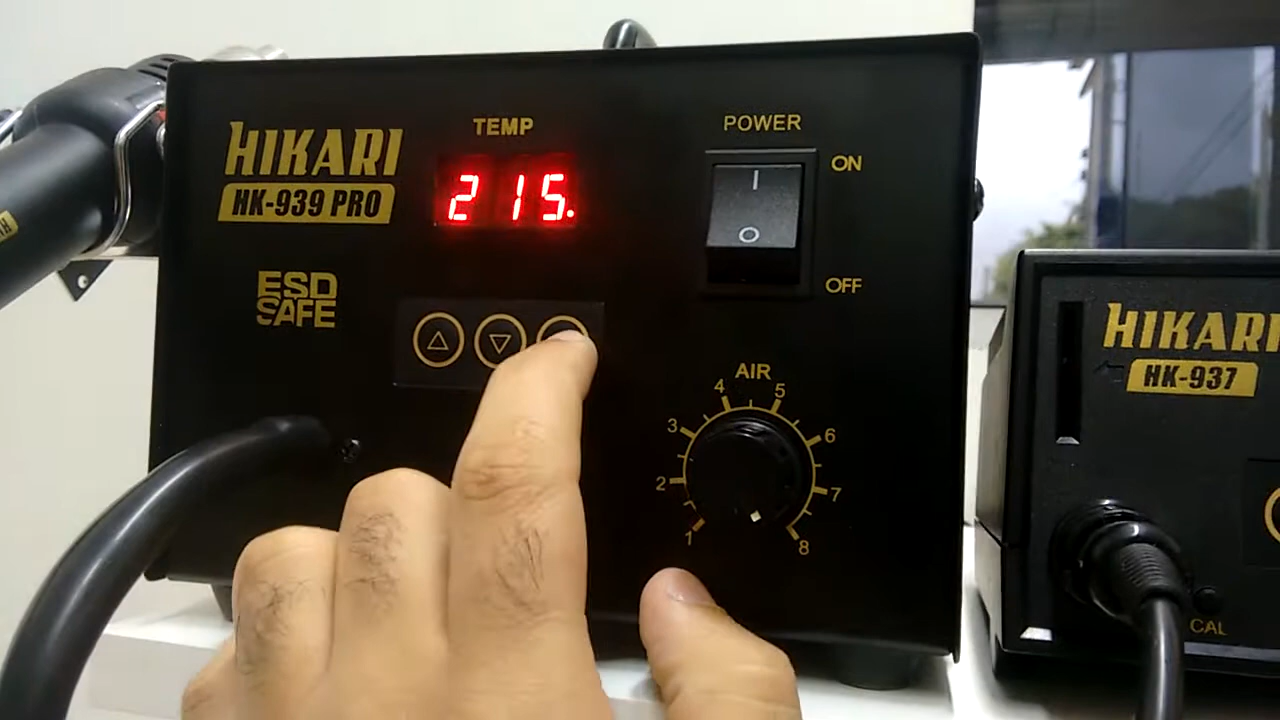 HIKARI
HK-939 PRO
ESD
SAFE
TEMP
215.
POWER
ON
OFF
I
O
AIR
1
2
3
4
5
6
7
8
HIKARI
HK-937
CAL